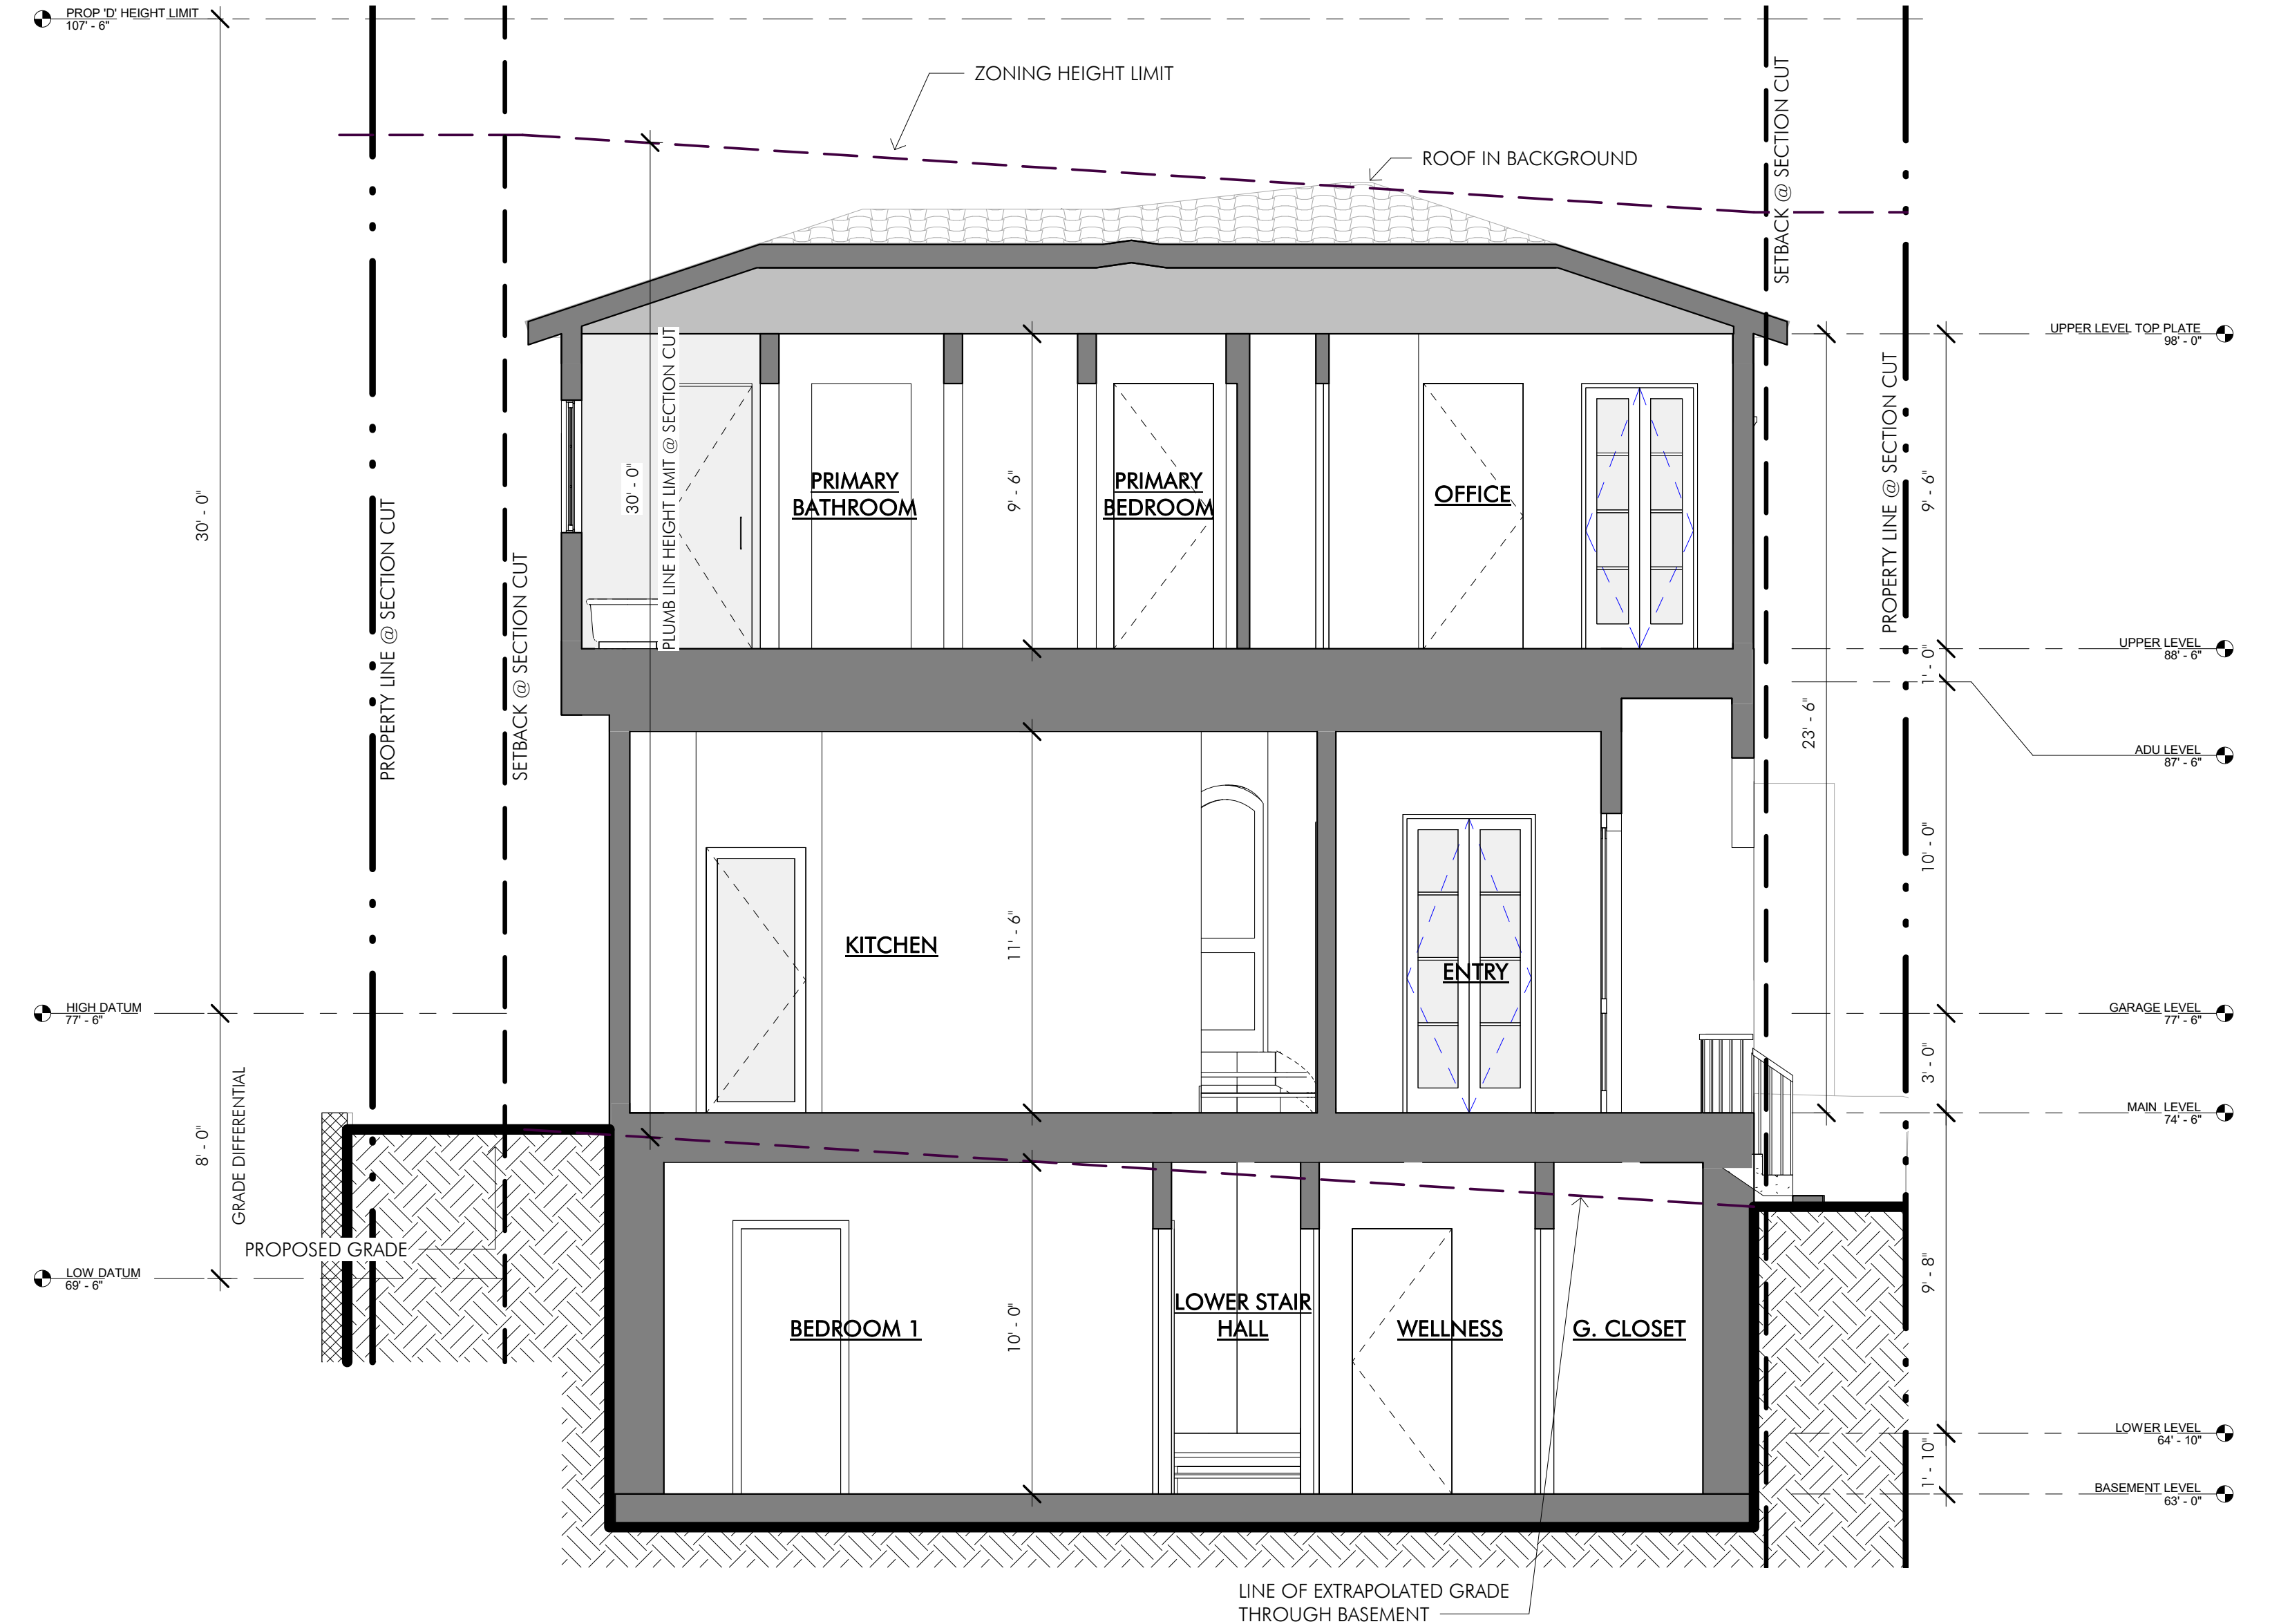 PROP 'D' HEIGHT LIMIT
107' - 6"
ZONING HEIGHT LIMIT
ROOF IN BACKGROUND
SETBACK @ SECTION CUT
UPPER LEVEL TOP PLATE
98' - 0"
30' - 0"
PROPERTY LINE @ SECTION CUT
SETBACK @ SECTION CUT
30' - 0"
PLUMB LINE HEIGHT LIMIT @ SECTION CUT
PRIMARY
BATHROOM
9' - 6"
PRIMARY
BEDROOM
OFFICE
PROPERTY LINE @ SECTION CUT
9' - 6"
UPPER LEVEL
88' - 6"
1' - 0"
23' - 6"
ADU LEVEL
87' - 6"
10' - 0"
KITCHEN
11' - 6"
ENTRY
HIGH DATUM
77' - 6"
GARAGE LEVEL
77' - 6"
3' - 0"
MAIN LEVEL
74' - 6"
8' - 0"
GRADE DIFFERENTIAL
PROPOSED GRADE
LOW DATUM
69' - 6"
9' - 8"
BEDROOM 1
10' - 0"
LOWER STAIR
HALL
WELLNESS
G. CLOSET
LOWER LEVEL
64' - 10"
1' - 10"
BASEMENT LEVEL
63' - 0"
LINE OF EXTRAPOLATED GRADE
THROUGH BASEMENT